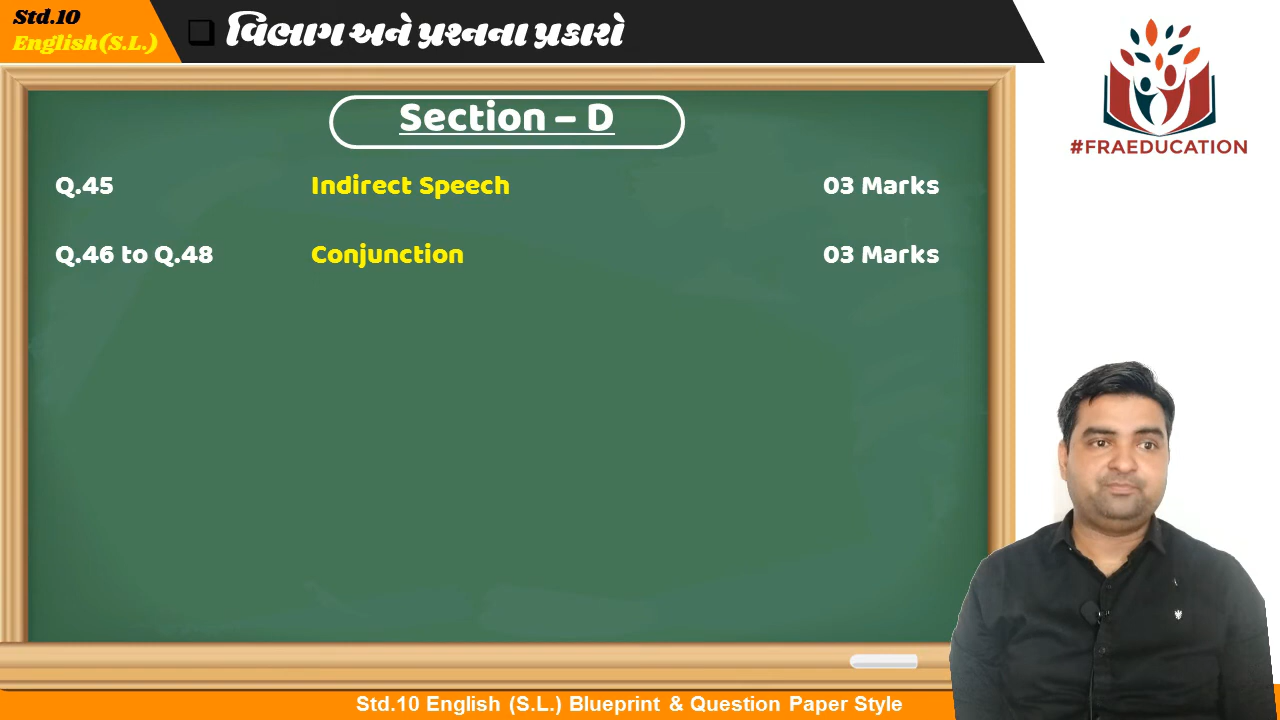 Std.10
English(S.L.)
❑ વિભાગ અને પ્રશ્નના પ્રકારો
#FRAEDUCATION
Section – D
Q.45 Indirect Speech 03 Marks
Q.46 to Q.48 Conjunction 03 Marks
Std.10 English (S.L.) Blueprint & Question Paper Style